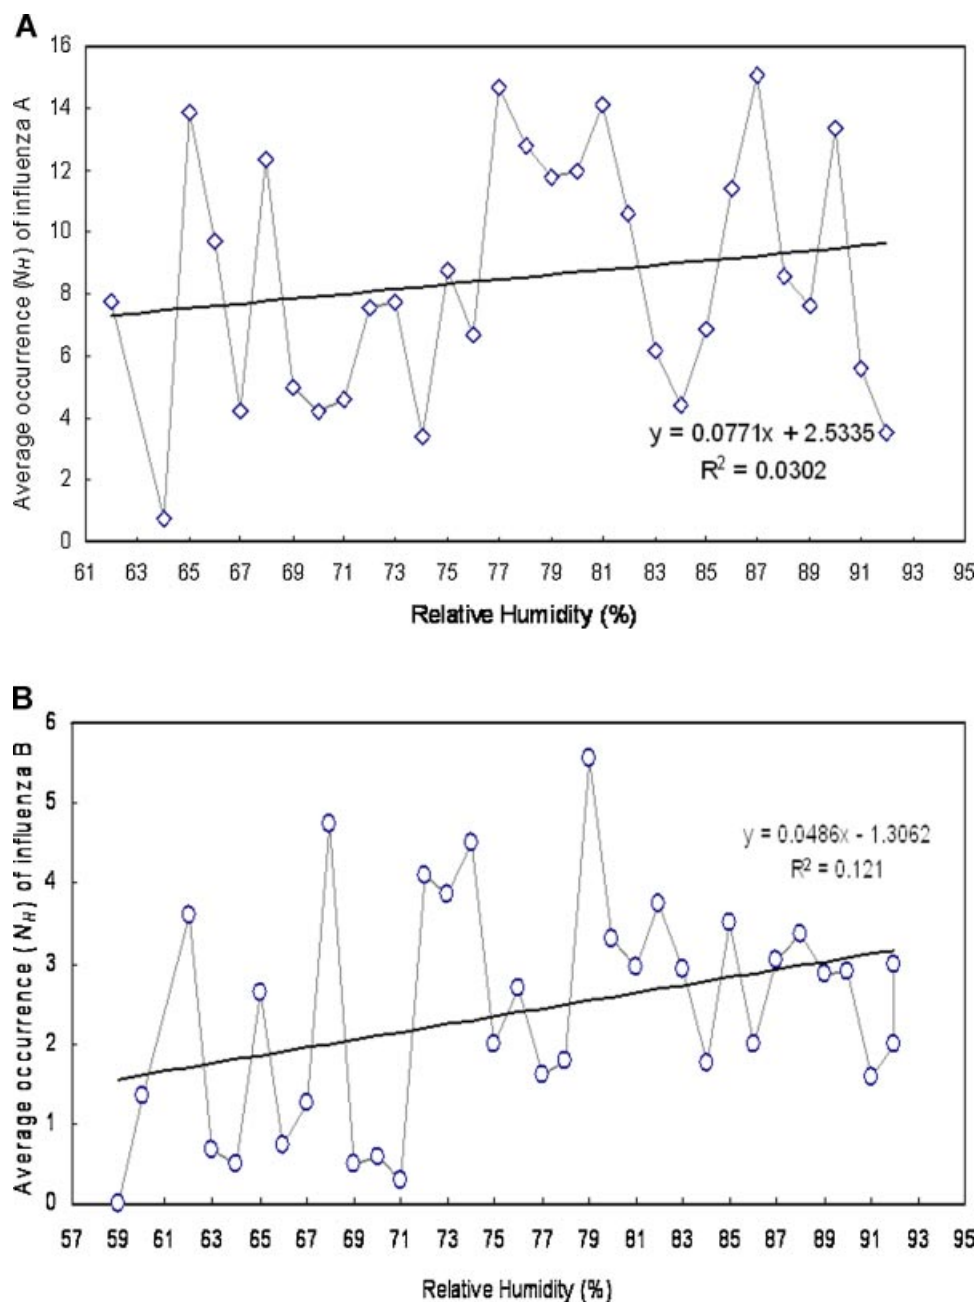 A
Average occurrence (N_H) of influenza A
16
14
12
10
8
6
4
2
0
y = 0.0771x + 2.5335
R² = 0.0302
61 63 65 67 69 71 73 75 77 79 81 83 85 87 89 91 93 95
Relative Humidity (%)
B
Average occurrence ( N_H ) of influenza B
6
5
4
3
2
1
0
y = 0.0486x - 1.3062
R² = 0.121
57 59 61 63 65 67 69 71 73 75 77 79 81 83 85 87 89 91 93 95
Relative Humidity (%)